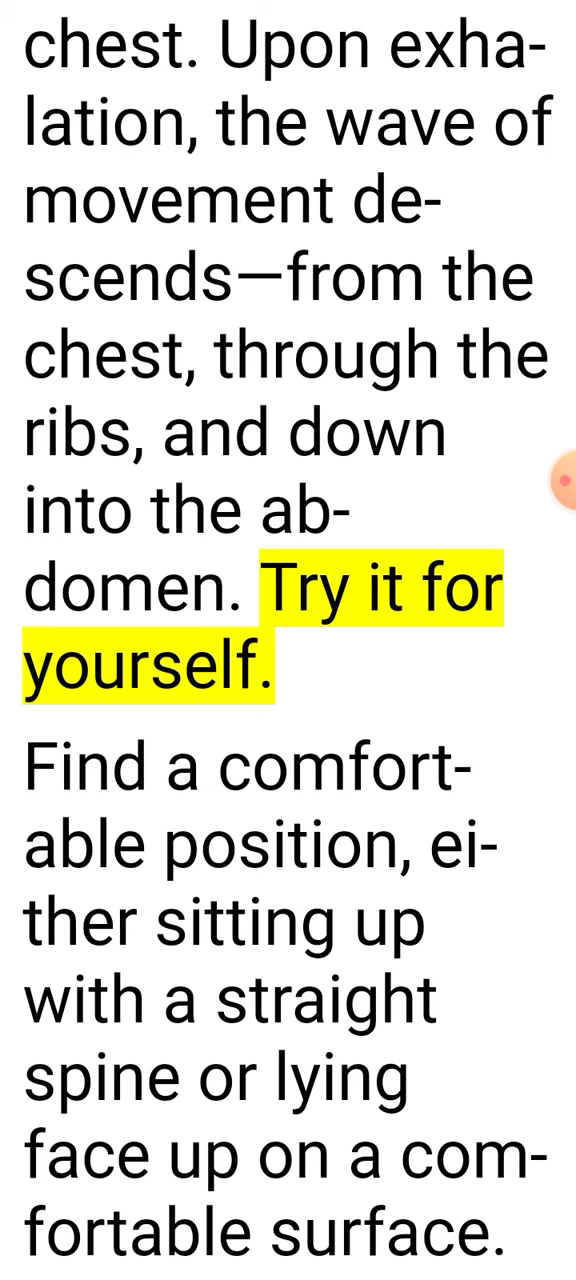 chest. Upon exha-
lation, the wave of
movement de-
scends—from the
chest, through the
ribs, and down
into the ab-
domen. Try it for
yourself.
Find a comfort-
able position, ei-
ther sitting up
with a straight
spine or lying
face up on a com-
fortable surface.